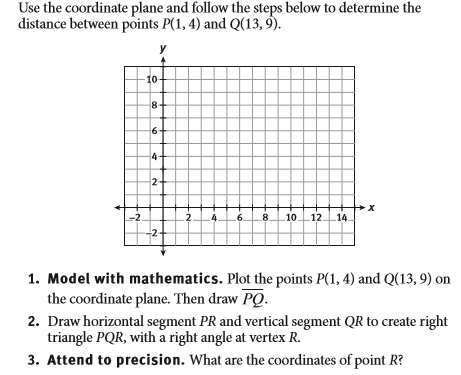 Use the coordinate plane and follow the steps below to determine the
distance between points P(1, 4) and Q(13, 9).
y
10
8
6
4
2
x
–2 2 4 6 8 10 12 14
–2
1. Model with mathematics. Plot the points P(1, 4) and Q(13, 9) on
the coordinate plane. Then draw PQ.
2. Draw horizontal segment PR and vertical segment QR to create right
triangle PQR, with a right angle at vertex R.
3. Attend to precision. What are the coordinates of point R?